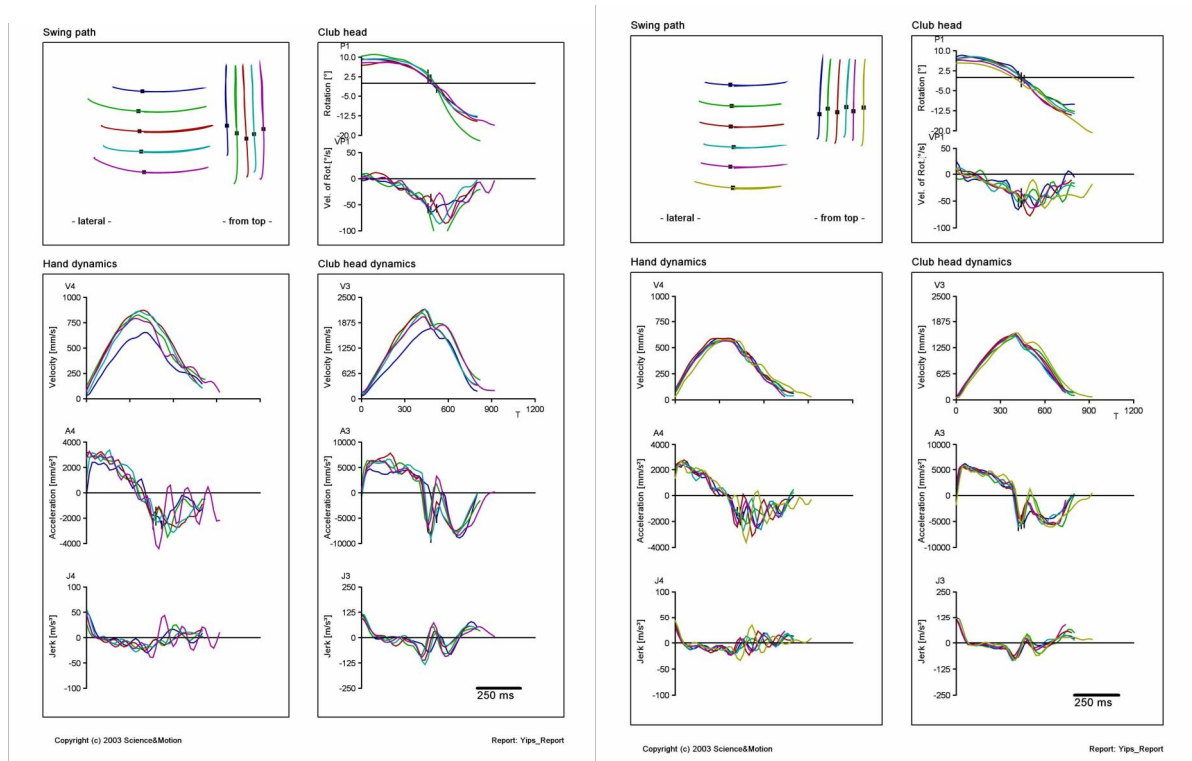 Swing path
- lateral -
- from top -
Club head
P1
Rotation [°]
10.0
2.5
-5.0
-12.5
-20.0
VP1
Vel. of Rot.[°/s]
50
0
-50
-100
Hand dynamics
V4
Velocity [mm/s]
1000
750
500
250
0
A4
Acceleration [mm/s²]
4000
2000
0
-2000
-4000
J4
Jerk [m/s³]
100
50
0
-50
-100
Club head dynamics
V3
Velocity [mm/s]
2500
1875
1250
625
0
0 300 600 900 1200
T
A3
Acceleration [mm/s²]
10000
5000
0
-5000
-10000
J3
Jerk [m/s³]
250
125
0
-125
-250
250 ms
Copyright (c) 2003 Science&Motion
Report: Yips_Report
Swing path
- lateral -
- from top -
Club head
P1
Rotation [°]
10.0
2.5
-5.0
-12.5
-20.0
VP1
Vel. of Rot.[°/s]
50
0
-50
-100
Hand dynamics
V4
Velocity [mm/s]
1000
750
500
250
0
A4
Acceleration [mm/s²]
4000
2000
0
-2000
-4000
J4
Jerk [m/s³]
100
50
0
-50
-100
Club head dynamics
V3
Velocity [mm/s]
2500
1875
1250
625
0
0 300 600 900 1200
T
A3
Acceleration [mm/s²]
10000
5000
0
-5000
-10000
J3
Jerk [m/s³]
250
125
0
-125
-250
250 ms
Copyright (c) 2003 Science&Motion
Report: Yips_Report